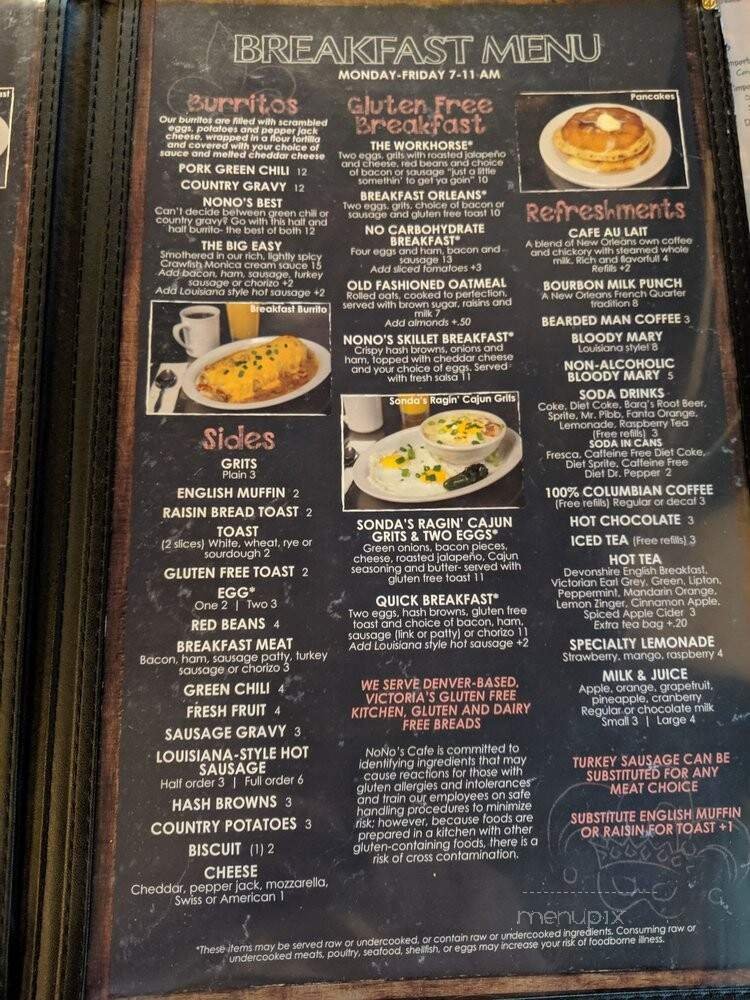 BREAKFAST MENU
MONDAY-FRIDAY 7-11 AM
Burritos
Our burritos are filled with scrambled
eggs, potatoes and pepper jack
cheese, wrapped in a flour tortilla
and covered with your choice of
sauce and melted cheddar cheese
PORK GREEN CHILI 12
COUNTRY GRAVY 12
NONO'S BEST
Can't decide between green chili or
country gravy? Go with this half and
half burrito- the best of both 12
THE BIG EASY
Smothered in our rich, lightly spicy
Crawfish Monica cream sauce 15
Add bacon, ham, sausage, turkey
sausage or chorizo +2
Add Louisiana style hot sausage +2
Breakfast Burrito
Sides
GRITS
Plain 3
ENGLISH MUFFIN 2
RAISIN BREAD TOAST 2
TOAST
(2 slices) White, wheat, rye or
sourdough 2
GLUTEN FREE TOAST 2
EGG*
One 2 | Two 3
RED BEANS 4
BREAKFAST MEAT
Bacon, ham, sausage patty, turkey
sausage or chorizo 3
GREEN CHILI 4
FRESH FRUIT 4
SAUSAGE GRAVY 3
LOUISIANA-STYLE HOT
SAUSAGE
Half order 3 | Full order 6
HASH BROWNS 3
COUNTRY POTATOES 3
BISCUIT (1) 2
CHEESE
Cheddar, pepper jack, mozzarella,
Swiss or American 1
Gluten Free
Breakfast
THE WORKHORSE*
Two eggs, grits with roasted jalapeño
and cheese, red beans and choice
of bacon or sausage "just a little
somethin' to get ya goin" 10
BREAKFAST ORLEANS*
Two eggs, grits, choice of bacon or
sausage and gluten free toast 10
NO CARBOHYDRATE
BREAKFAST*
Four eggs and ham, bacon and
sausage 13
Add sliced tomatoes +3
OLD FASHIONED OATMEAL
Rolled oats, cooked to perfection,
served with brown sugar, raisins and
milk 7
Add almonds +.50
NONO'S SKILLET BREAKFAST*
Crispy hash browns, onions and
ham, topped with cheddar cheese
and your choice of eggs. Served
with fresh salsa 11
Sonda's Ragin' Cajun Grits
SONDA'S RAGIN' CAJUN
GRITS & TWO EGGS*
Green onions, bacon pieces,
cheese, roasted jalapeño, Cajun
seasoning and butter- served with
gluten free toast 11
QUICK BREAKFAST*
Two eggs, hash browns, gluten free
toast and choice of bacon, ham,
sausage (link or patty) or chorizo 11
Add Louisiana style hot sausage +2
WE SERVE DENVER-BASED,
VICTORIA'S GLUTEN FREE
KITCHEN, GLUTEN AND DAIRY
FREE BREADS
NoNo's Cafe is committed to
identifying ingredients that may
cause reactions for those with
gluten allergies and intolerances
and train our employees on safe
handling procedures to minimize
risk; however, because foods are
prepared in a kitchen with other
gluten-containing foods, there is a
risk of cross contamination.
Pancakes
Refreshments
CAFE AU LAIT
A blend of New Orleans own coffee
and chickory with steamed whole
milk. Rich and flavorful! 4
Refills +2
BOURBON MILK PUNCH
A New Orleans French Quarter
tradition 8
BEARDED MAN COFFEE 3
BLOODY MARY
Louisiana style! 8
NON-ALCOHOLIC
BLOODY MARY 5
SODA DRINKS
Coke, Diet Coke, Barq's Root Beer,
Sprite, Mr. Pibb, Fanta Orange,
Lemonade, Raspberry Tea
(Free refills) 3
SODA IN CANS
Fresca, Caffeine Free Diet Coke,
Diet Sprite, Caffeine Free
Diet Dr. Pepper 2
100% COLUMBIAN COFFEE
(Free refills) Regular or decaf 3
HOT CHOCOLATE 3
ICED TEA (Free refills) 3
HOT TEA
Devonshire English Breakfast,
Victorian Earl Grey, Green, Lipton,
Peppermint, Mandarin Orange,
Lemon Zinger, Cinnamon Apple,
Spiced Apple Cider 3
Extra tea bag +.20
SPECIALTY LEMONADE
Strawberry, mango, raspberry 4
MILK & JUICE
Apple, orange, grapefruit,
pineapple, cranberry
Regular or chocolate milk
Small 3 | Large 4
TURKEY SAUSAGE CAN BE
SUBSTITUTED FOR ANY
MEAT CHOICE
SUBSTITUTE ENGLISH MUFFIN
OR RAISIN FOR TOAST +1
menupix
*These items may be served raw or undercooked, or contain raw or undercooked ingredients. Consuming raw or
undercooked meats, poultry, seafood, shellfish, or eggs may increase your risk of foodborne illness.